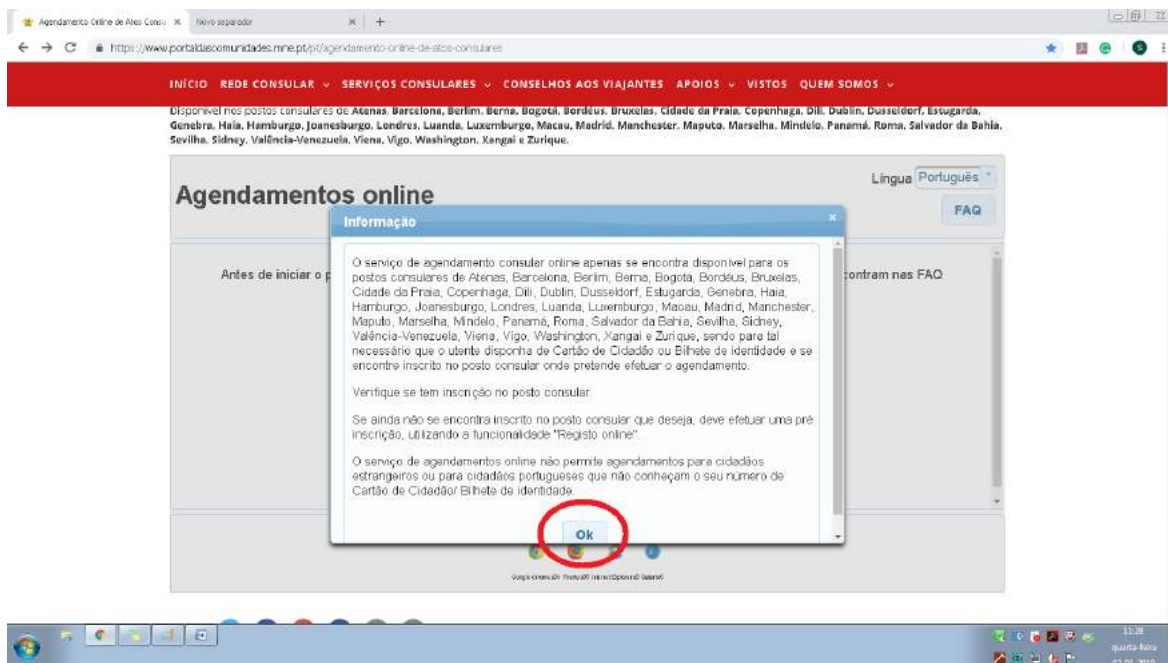 Agendamento Online de Atos Consu
Novo separador
https://www.portaldascomunidades.mne.pt/pt/agendamento-online-de-atos-consulares
INÍCIO REDE CONSULAR SERVIÇOS CONSULARES CONSELHOS AOS VIAJANTES APOIOS VISTOS QUEM SOMOS
Disponível nos postos consulares de Atenas, Barcelona, Berlim, Berna, Bogotá, Bordéus, Bruxelas, Cidade da Praia, Copenhaga, Dili, Dublin, Dusseldorf, Estugarda,
Genebra, Haia, Hamburgo, Joanesburgo, Londres, Luanda, Luxemburgo, Macau, Madrid, Manchester, Maputo, Marselha, Mindelo, Panamá, Roma, Salvador da Bahia,
Sevilha, Sidney, Valência-Venezuela, Viena, Vigo, Washington, Xangai e Zurique.
Língua Português
Agendamentos online
FAQ
Informação
Antes de iniciar o p
contram nas FAQ
O serviço de agendamento consular online apenas se encontra disponível para os
postos consulares de Atenas, Barcelona, Berlim, Berna, Bogotá, Bordéus, Bruxelas,
Cidade da Praia, Copenhaga, Dili, Dublin, Dusseldorf, Estugarda, Genebra, Haia,
Hamburgo, Joanesburgo, Londres, Luanda, Luxemburgo, Macau, Madrid, Manchester,
Maputo, Marselha, Mindelo, Panamá, Roma, Salvador da Bahia, Sevilha, Sidney,
Valência-Venezuela, Viena, Vigo, Washington, Xangai e Zurique, sendo para tal
necessário que o utente disponha de Cartão de Cidadão ou Bilhete de identidade e se
encontre inscrito no posto consular onde pretende efetuar o agendamento.
Verifique se tem inscrição no posto consular.
Se ainda não se encontra inscrito no posto consular que deseja, deve efetuar uma pré
inscrição, utilizando a funcionalidade "Registo online".
O serviço de agendamentos online não permite agendamentos para cidadãos
estrangeiros ou para cidadãos portugueses que não conheçam o seu número de
Cartão de Cidadão/ Bilhete de identidade.
Ok
11:28
quarta-feira